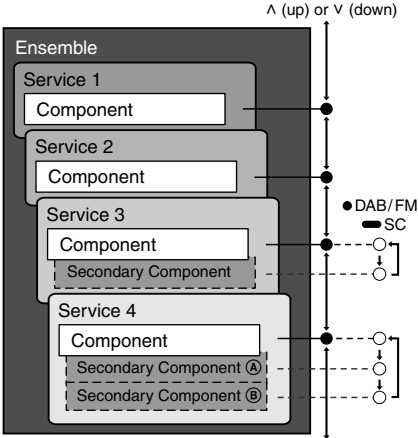 ∧ (up) or ∨ (down)
Ensemble
Service 1
Component
Service 2
Component
Service 3
Component
Secondary Component
●DAB/FM
SC
Service 4
Component
Secondary Component Ⓐ
Secondary Component Ⓑ